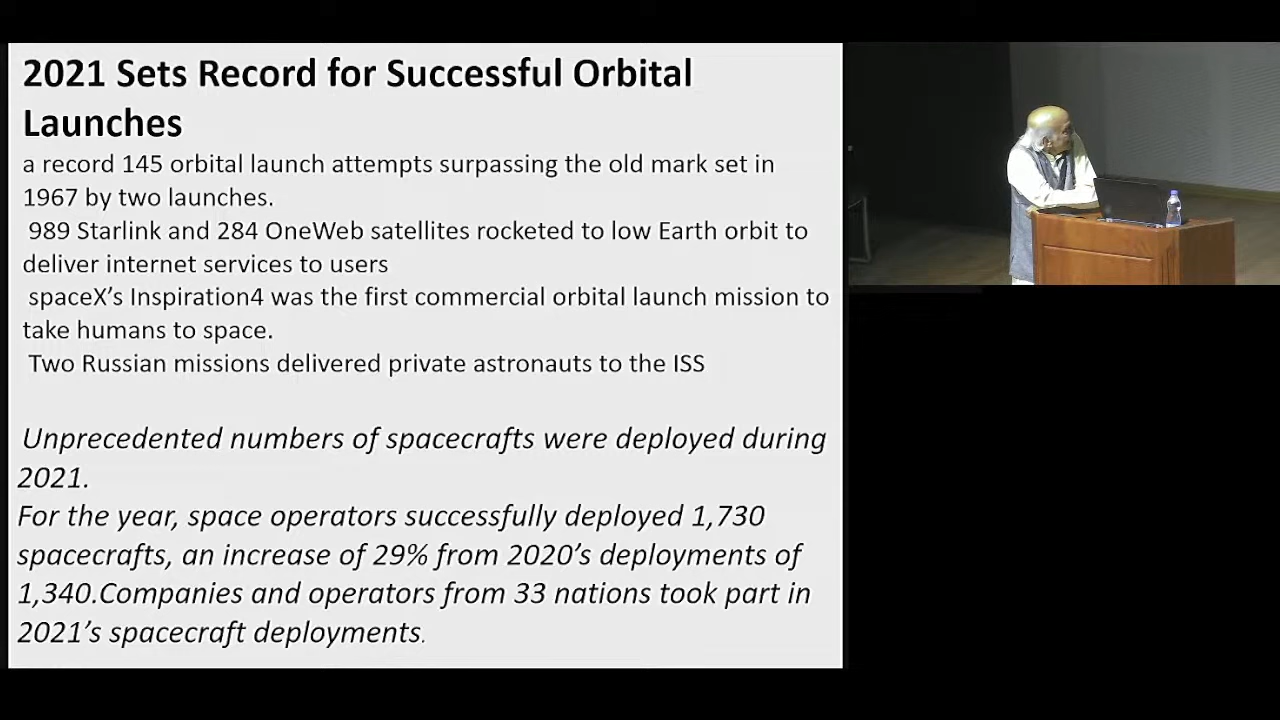 2021 Sets Record for Successful Orbital
Launches
a record 145 orbital launch attempts surpassing the old mark set in
1967 by two launches.
989 Starlink and 284 OneWeb satellites rocketed to low Earth orbit to
deliver internet services to users
spaceX’s Inspiration4 was the first commercial orbital launch mission to
take humans to space.
Two Russian missions delivered private astronauts to the ISS
Unprecedented numbers of spacecrafts were deployed during
2021.
For the year, space operators successfully deployed 1,730
spacecrafts, an increase of 29% from 2020’s deployments of
1,340.Companies and operators from 33 nations took part in
2021’s spacecraft deployments.